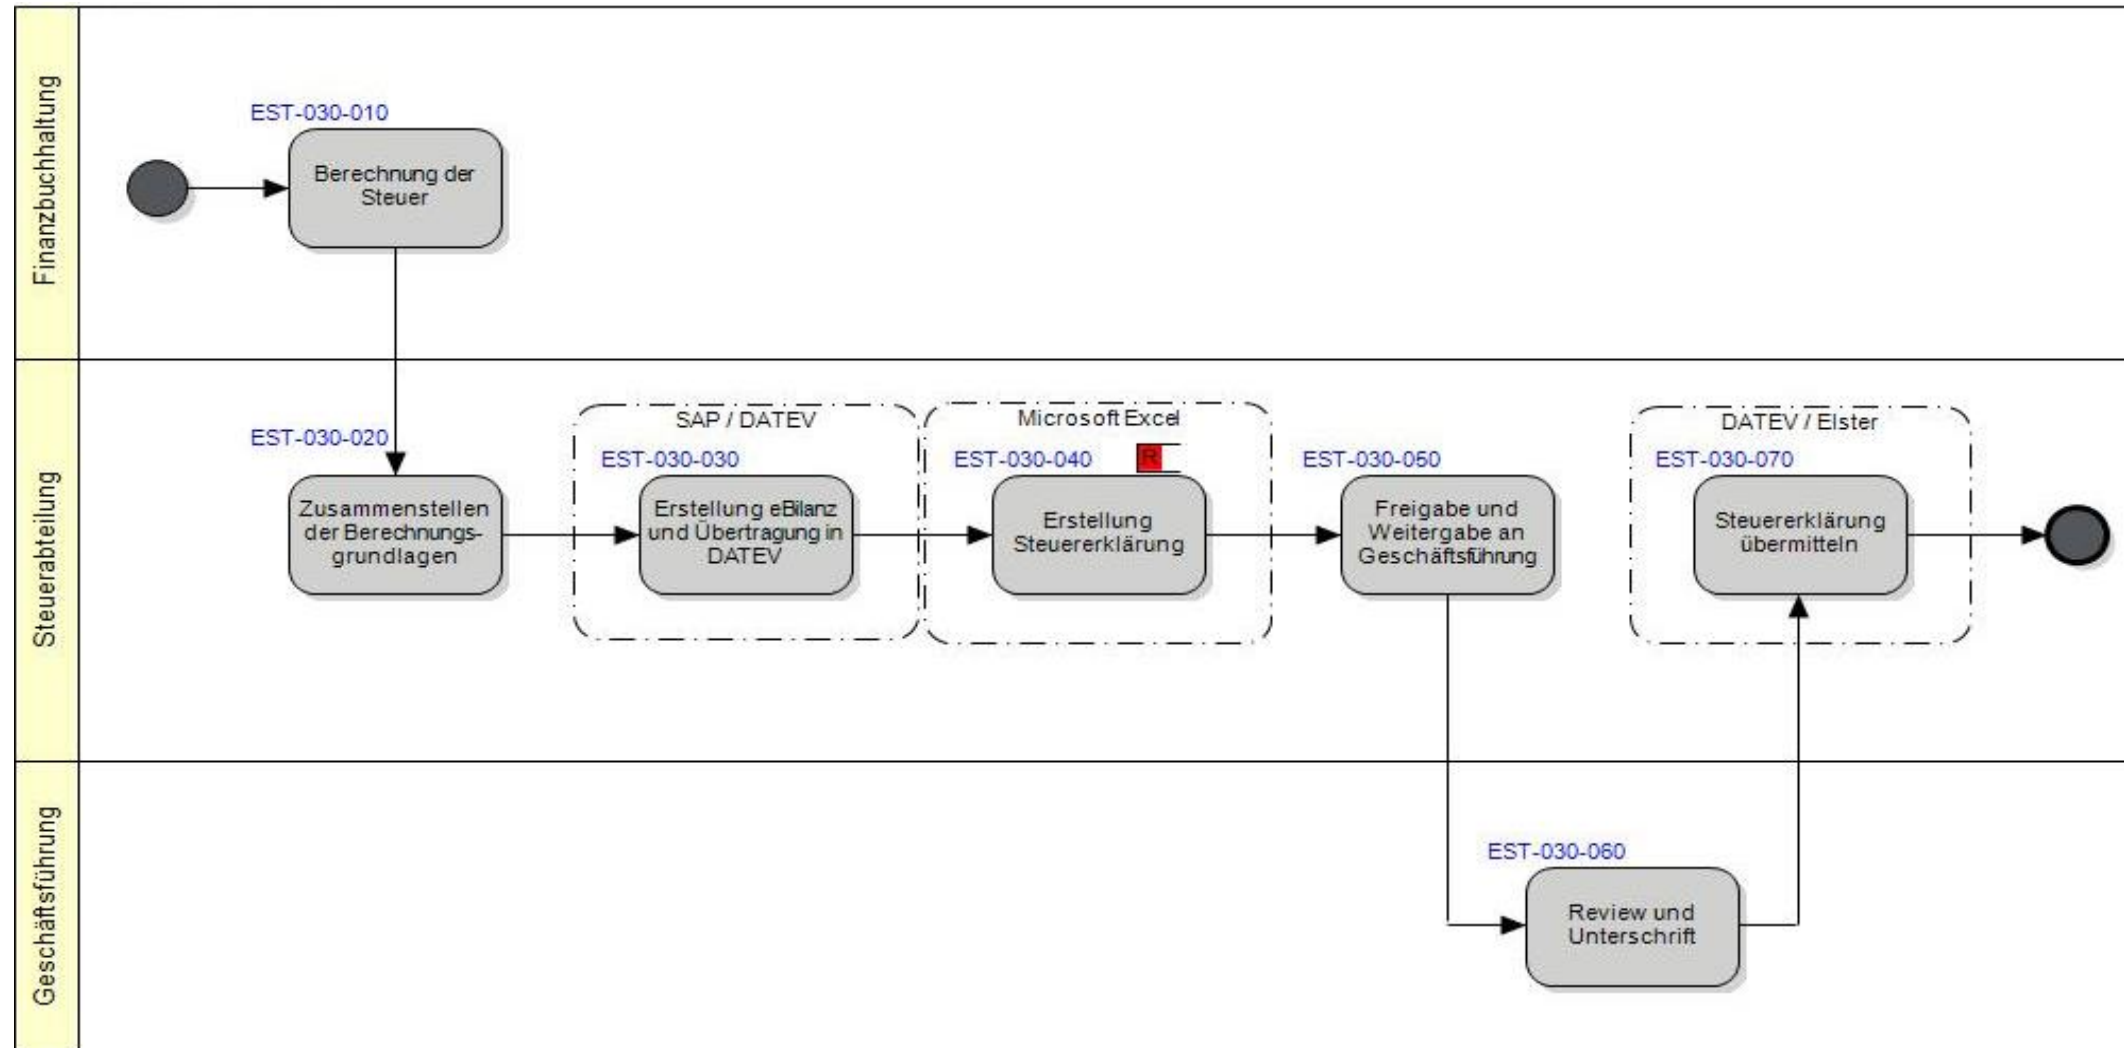 Finanzbuchhaltung
EST-030-010
Berechnung der
Steuer
Steuerabteilung
EST-030-020
Zusammenstellen
der Berechnungs-
grundlagen
SAP / DATEV
EST-030-030
Erstellung eBilanz
und Übertragung in
DATEV
Microsoft Excel
EST-030-040
R
Erstellung
Steuererklärung
EST-030-050
Freigabe und
Weitergabe an
Geschäftsführung
DATEV / Elster
EST-030-070
Steuererklärung
übermitteln
Geschäftsführung
EST-030-060
Review und
Unterschrift